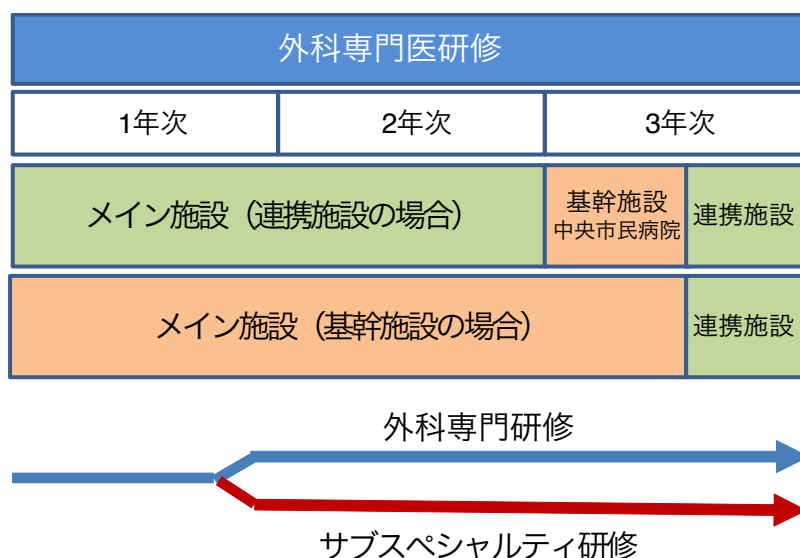 外科専門医研修
1年次
2年次
3年次
メイン施設（連携施設の場合）
基幹施設
中央市民病院
連携施設
メイン施設（基幹施設の場合）
連携施設
外科専門研修
サブスペシャルティ研修